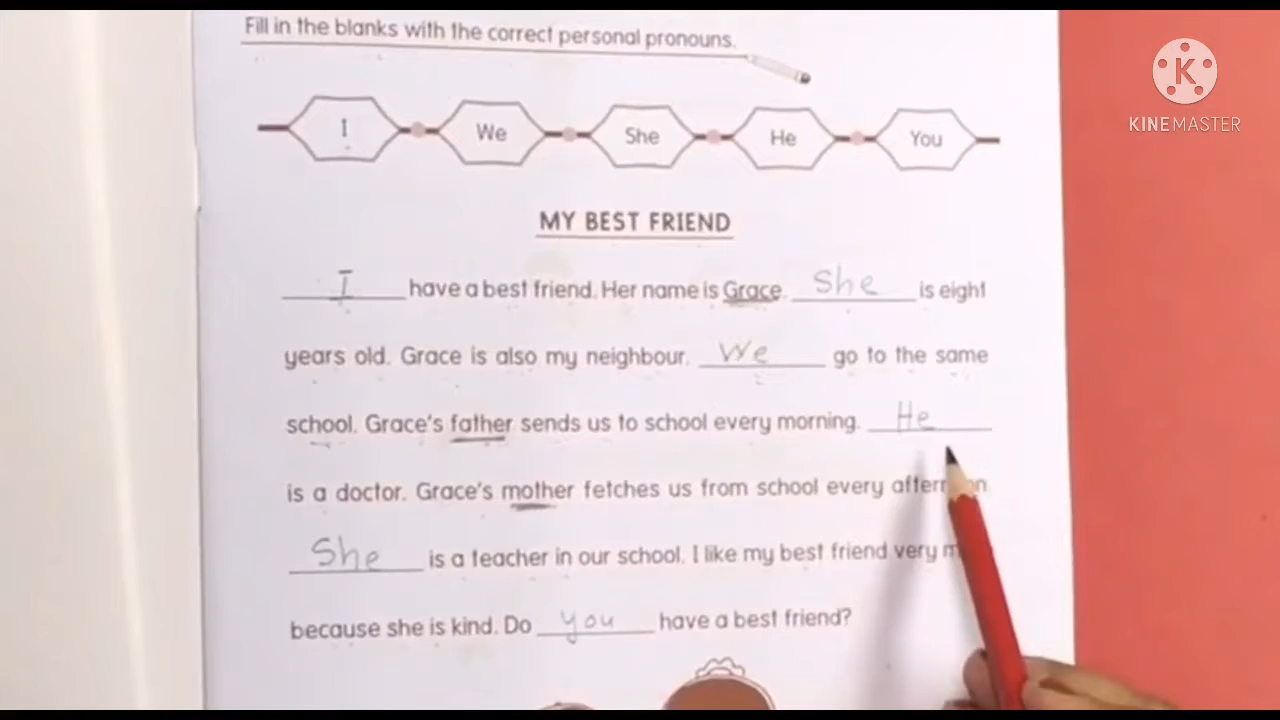 Fill in the blanks with the correct personal pronouns.
I We She He You
KINEMASTER
MY BEST FRIEND
I have a best friend. Her name is Grace. She is eight
years old. Grace is also my neighbour. We go to the same
school. Grace's father sends us to school every morning. He
is a doctor. Grace's mother fetches us from school every
She is a teacher in our school. I like my best friend very
because she is kind. Do you have a best friend?